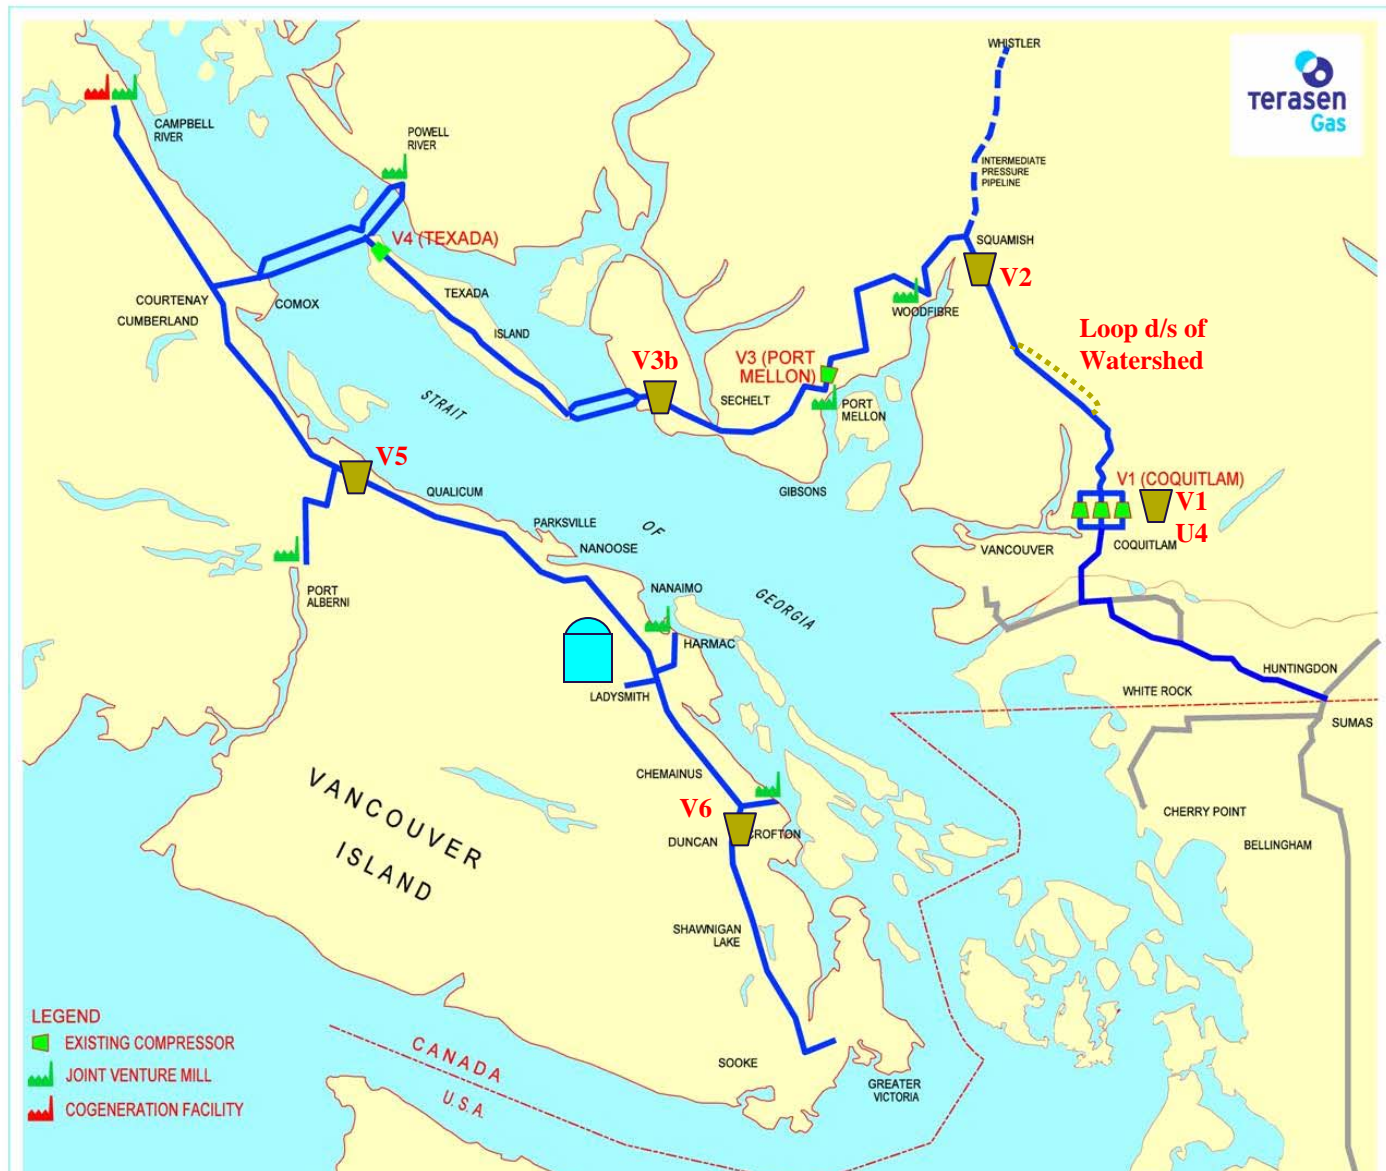 WHISTLER
Terasen
Gas
CAMPBELL
RIVER
POWELL
RIVER
INTERMEDIATE
PRESSURE
PIPELINE
V4 (TEXADA)
SQUAMISH
V2
COURTENAY
COMOX
CUMBERLAND
TEXADA
ISLAND
WOODFIBRE
Loop d/s of
Watershed
V3b
V3 (PORT
MELLON)
SECHELT
PORT
MELLON
STRAIT
V5
QUALICUM
GIBSONS
V1 (COQUITLAM)
V1
U4
PARKSVILLE
OF
NANOOSE
VANCOUVER
COQUITLAM
PORT
ALBERNI
NANAIMO
GEORGIA
HARMAC
HUNTINGDON
LADYSMITH
WHITE ROCK
SUMAS
CHEMAINUS
VANCOUVER
ISLAND
V6
CHERRY POINT
DUNCAN
CROFTON
BELLINGHAM
SHAWNIGAN
LAKE
LEGEND
EXISTING COMPRESSOR
JOINT VENTURE MILL
COGENERATION FACILITY
CANADA
U.S.A.
SOOKE
GREATER
VICTORIA